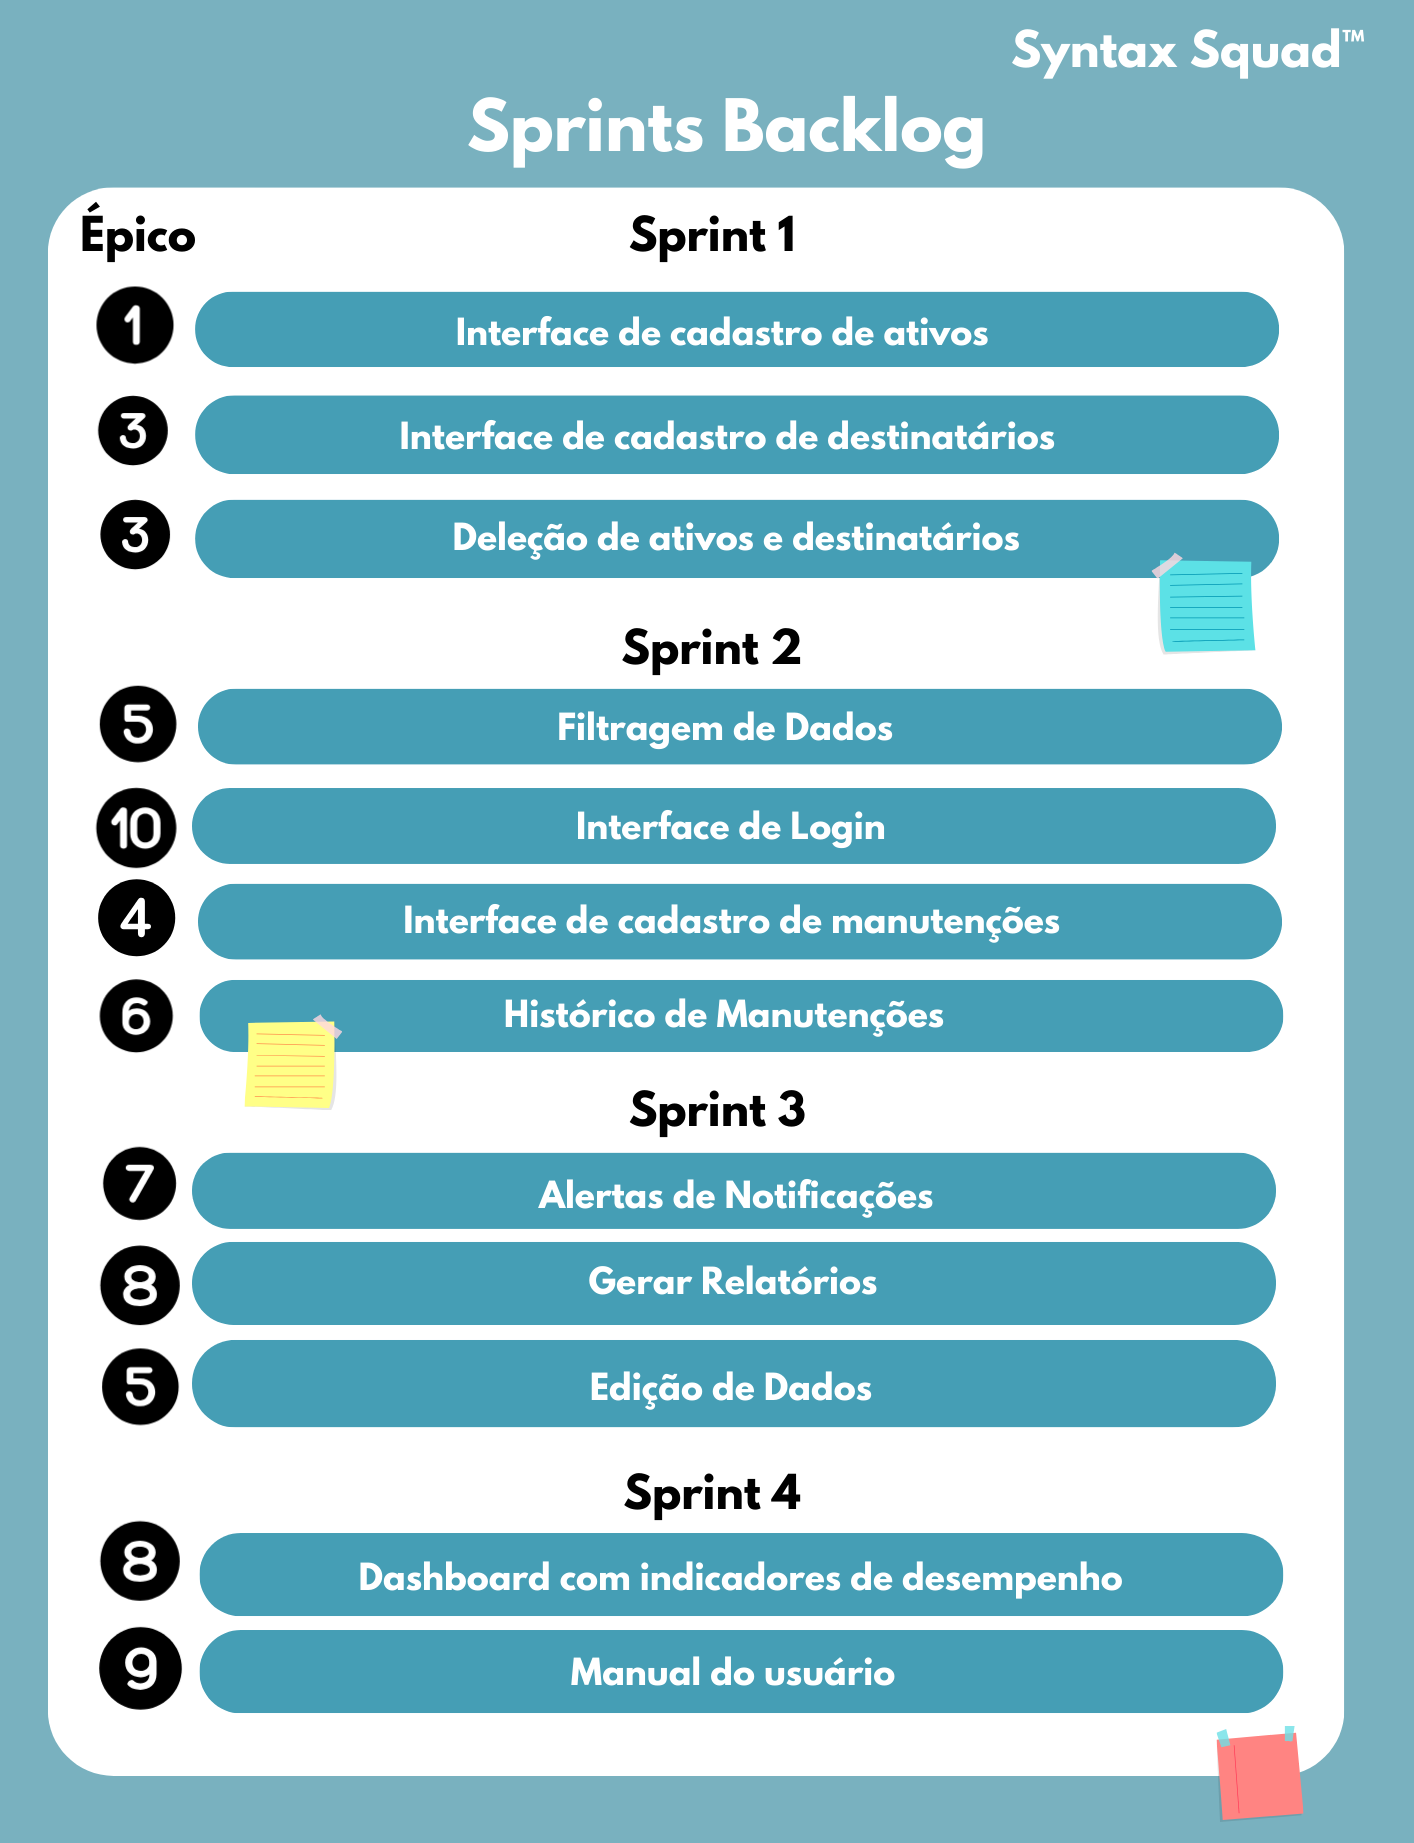 Syntax Squad™
Sprints Backlog
Épico
Sprint 1
1
Interface de cadastro de ativos
3
Interface de cadastro de destinatários
3
Deleção de ativos e destinatários
Sprint 2
5
Filtragem de Dados
10
Interface de Login
4
Interface de cadastro de manutenções
6
Histórico de Manutenções
Sprint 3
7
Alertas de Notificações
8
Gerar Relatórios
5
Edição de Dados
Sprint 4
8
Dashboard com indicadores de desempenho
9
Manual do usuário